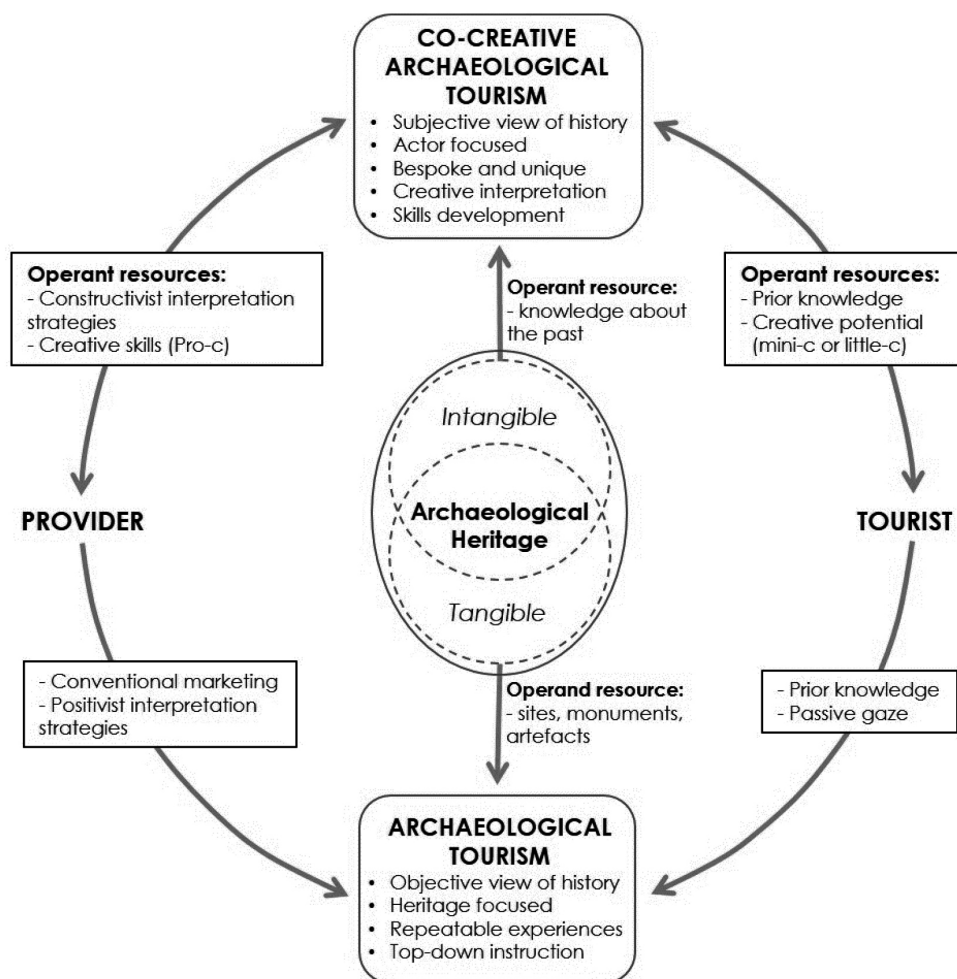 CO-CREATIVE
ARCHAEOLOGICAL
TOURISM
• Subjective view of history
• Actor focused
• Bespoke and unique
• Creative interpretation
• Skills development
Operant resources:
- Constructivist interpretation
strategies
- Creative skills (Pro-c)
Operant resource:
- knowledge about
the past
Operant resources:
- Prior knowledge
- Creative potential
(mini-c or little-c)
Intangible
PROVIDER
Archaeological
Heritage
TOURIST
Tangible
- Conventional marketing
- Positivist interpretation
strategies
Operand resource:
- sites, monuments,
artefacts
- Prior knowledge
- Passive gaze
ARCHAEOLOGICAL
TOURISM
• Objective view of history
• Heritage focused
• Repeatable experiences
• Top-down instruction